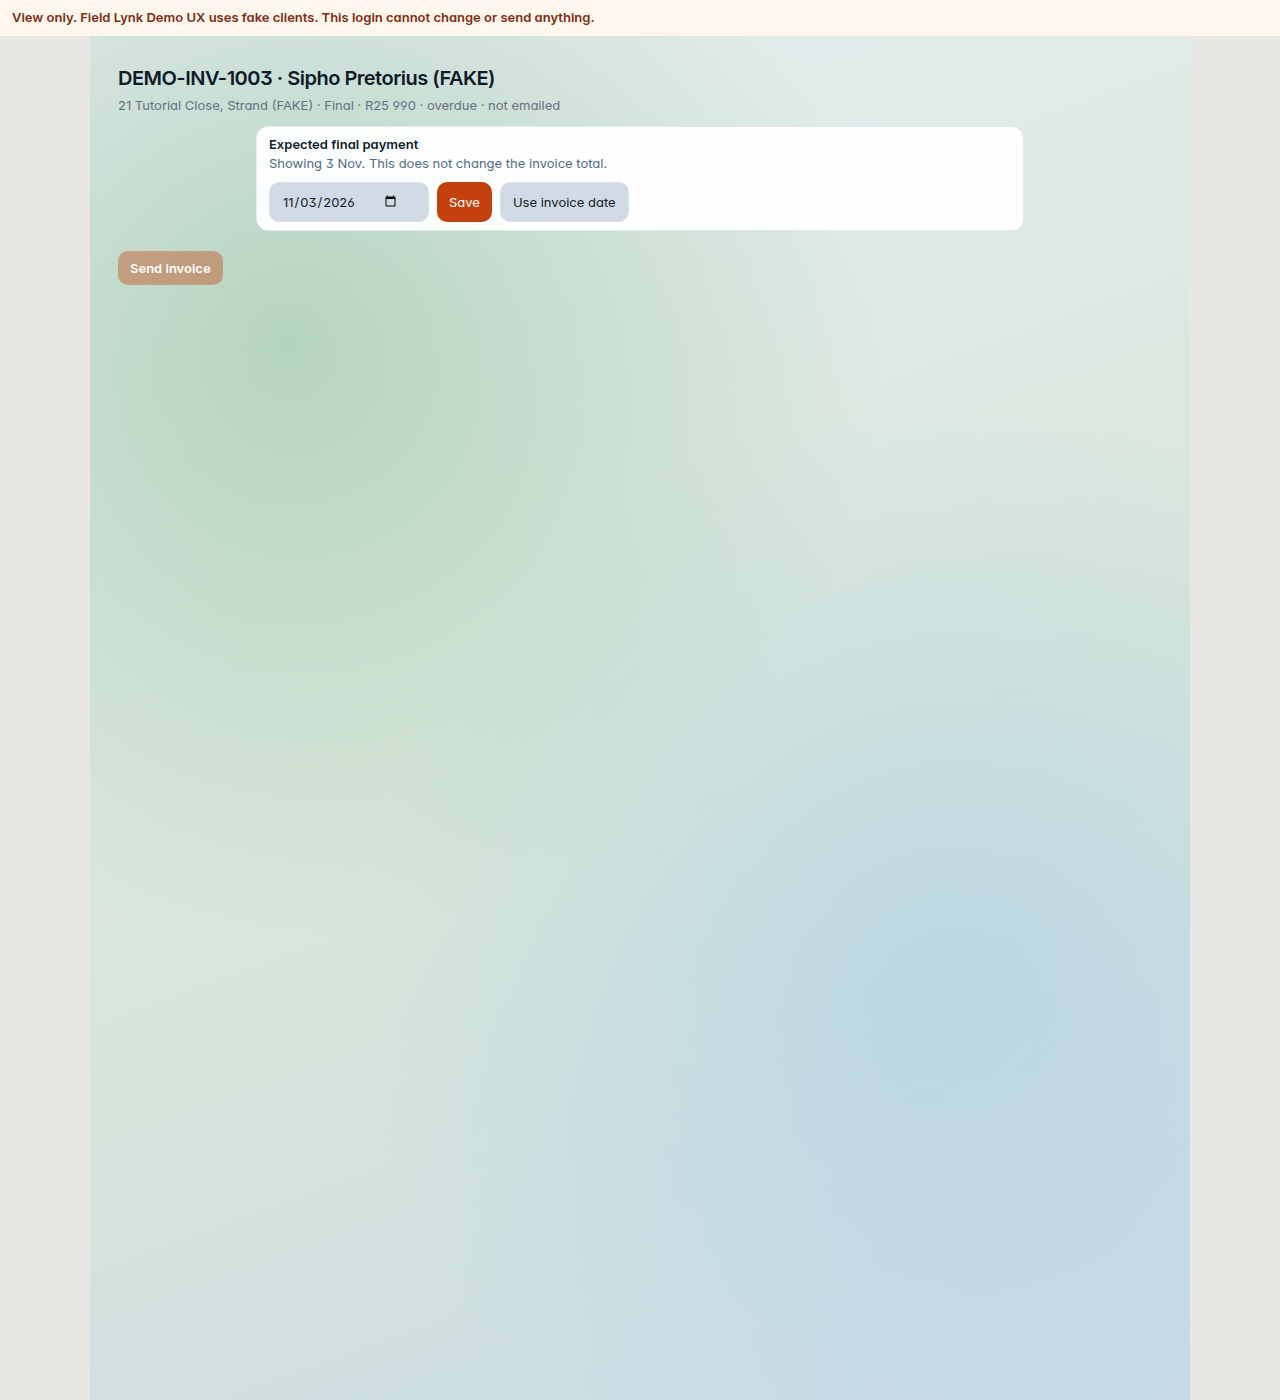 View only. Field Lynk Demo UX uses fake clients. This login cannot change or send anything.
DEMO-INV-1003 · Sipho Pretorius (FAKE)
21 Tutorial Close, Strand (FAKE) · Final · R25 990 · overdue · not emailed
Expected final payment
Showing 3 Nov. This does not change the invoice total.
11/03/2026 Save Use invoice date
Send invoice